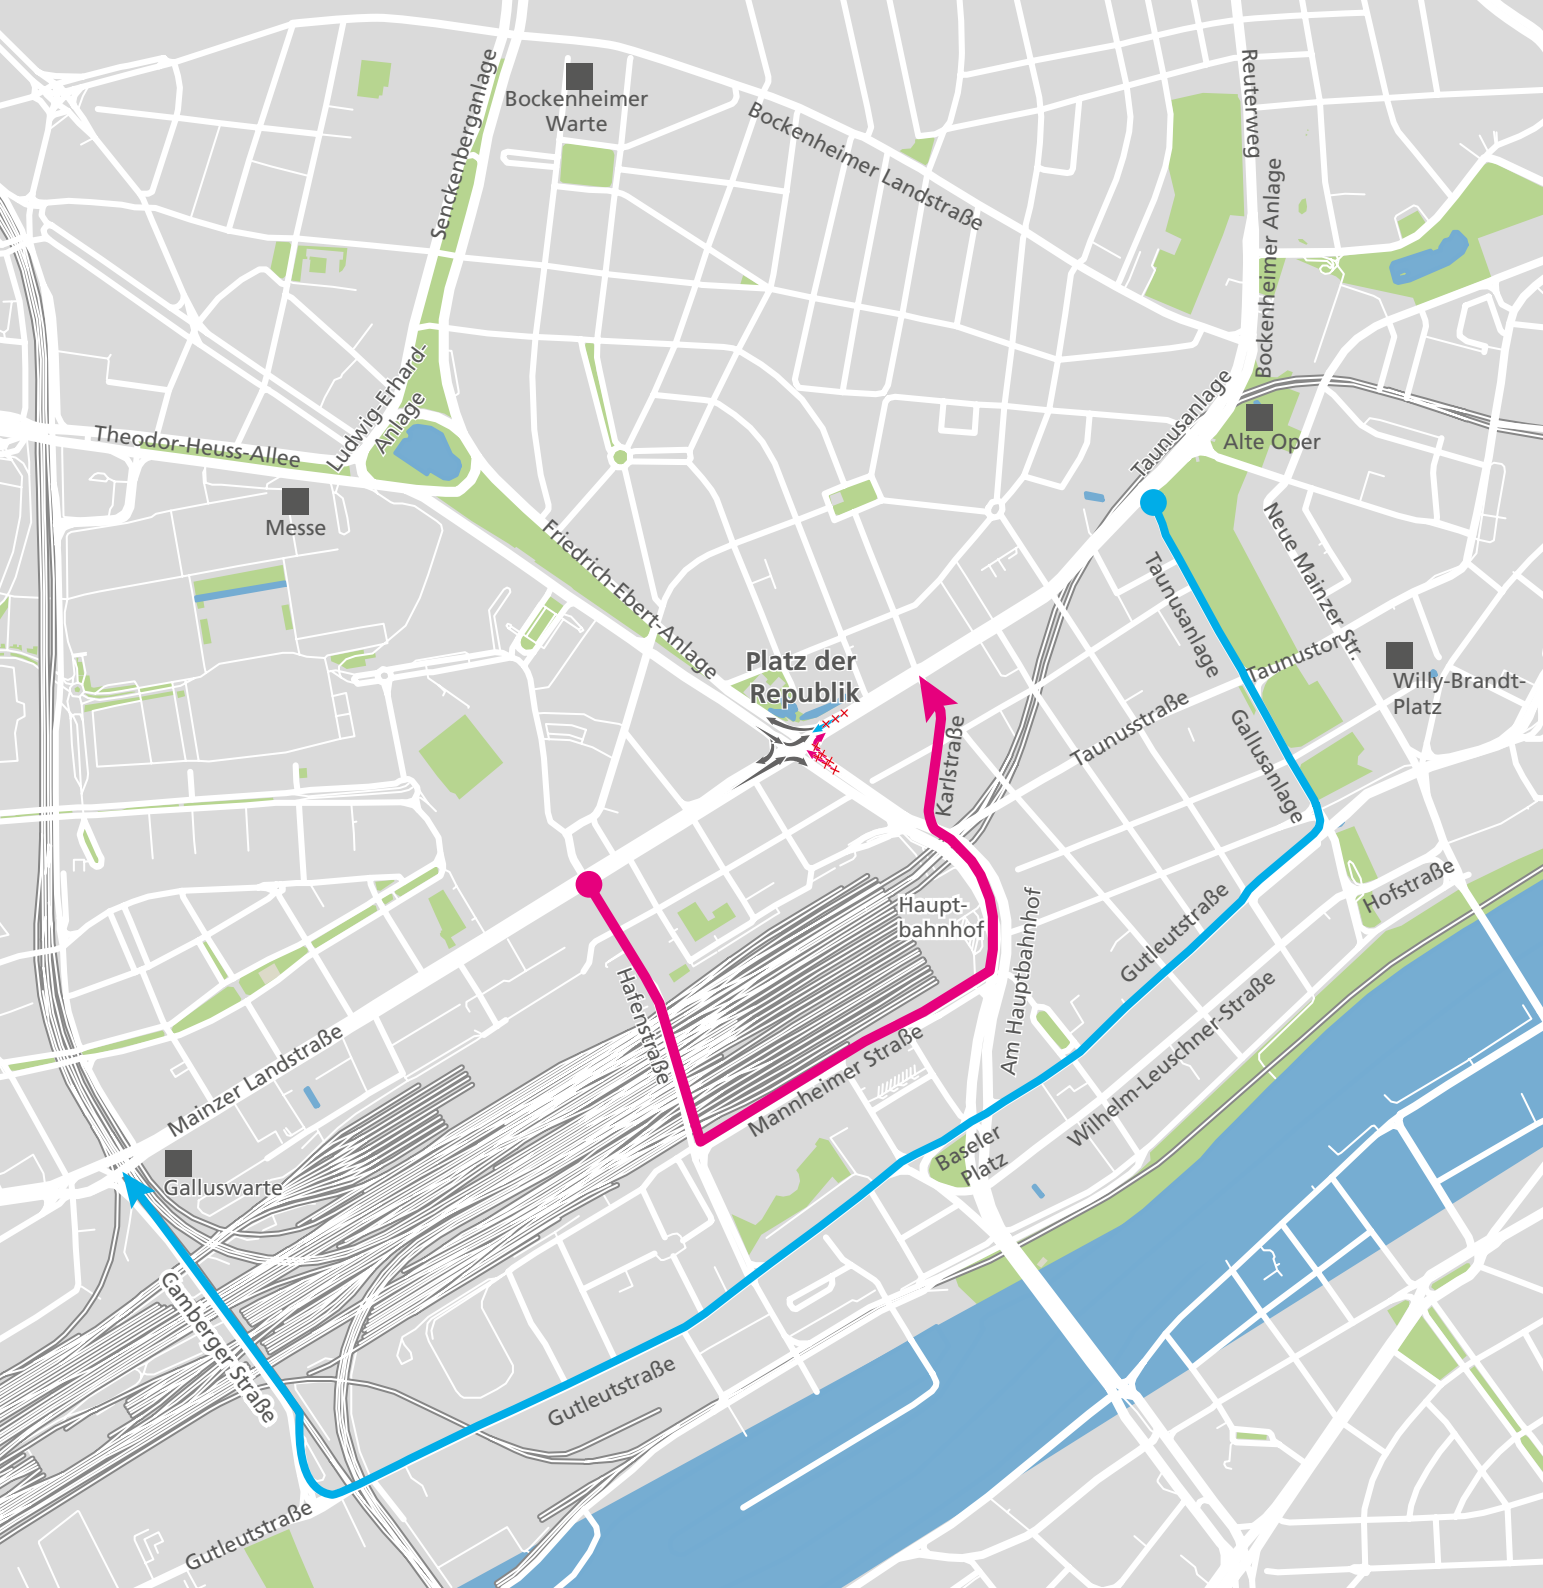 Senckenberganlage
Bockenheimer
Warte
Bockenheimer Landstraße
Reuterweg
Bockenheimer Anlage
Ludwig-Erhard-
Anlage
Theodor-Heuss-Allee
Messe
Taunusanlage
Alte Oper
Friedrich-Ebert-Anlage
Neue Mainzer Str.
Taunusanlage
Platz der
Republik
Taunustor
Willy-Brandt-
Platz
Taunusstraße
Gallusanlage
Karlstraße
Hofstraße
Haupt-
bahnhof
Am Hauptbahnhof
Gutleutstraße
Hafenstraße
Mannheimer Straße
Wilhelm-Leuschner-Straße
Mainzer Landstraße
Baseler
Platz
Galluswarte
Camberger Straße
Gutleutstraße
Gutleutstraße